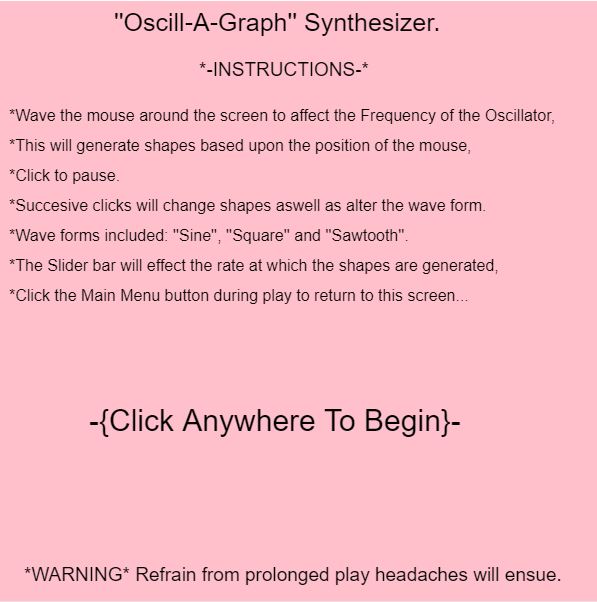 "Oscill-A-Graph" Synthesizer.
*-INSTRUCTIONS-*
*Wave the mouse around the screen to affect the Frequency of the Oscillator,
*This will generate shapes based upon the position of the mouse,
*Click to pause.
*Succesive clicks will change shapes aswell as alter the wave form.
*Wave forms included: "Sine", "Square" and "Sawtooth".
*The Slider bar will effect the rate at which the shapes are generated,
*Click the Main Menu button during play to return to this screen...
-{Click Anywhere To Begin}-
*WARNING* Refrain from prolonged play headaches will ensue.